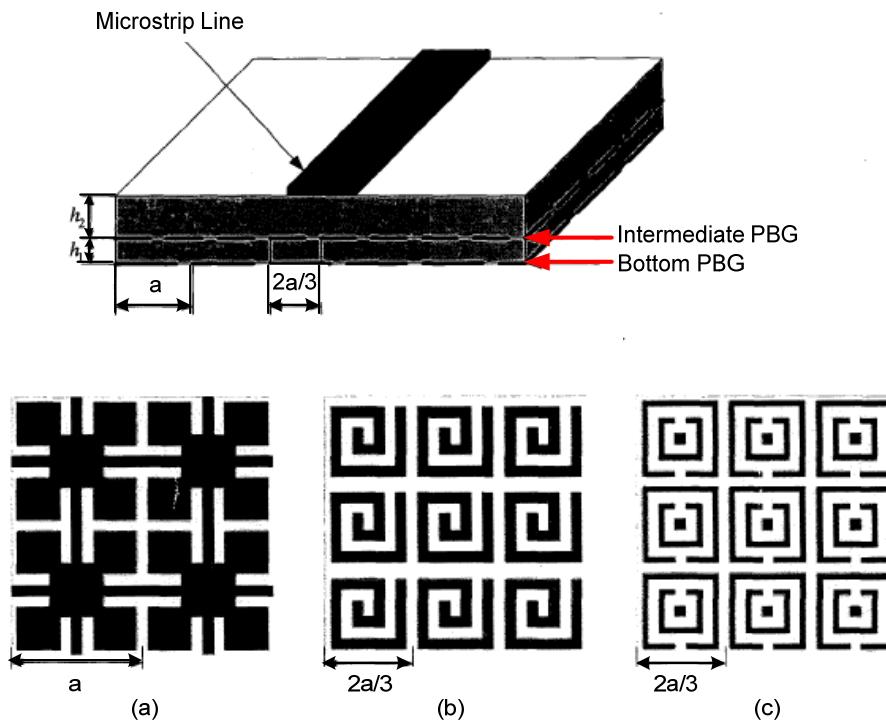 Microstrip Line
h2
Intermediate PBG
h1
Bottom PBG
a
2a/3
a
2a/3
2a/3
(a)
(b)
(c)